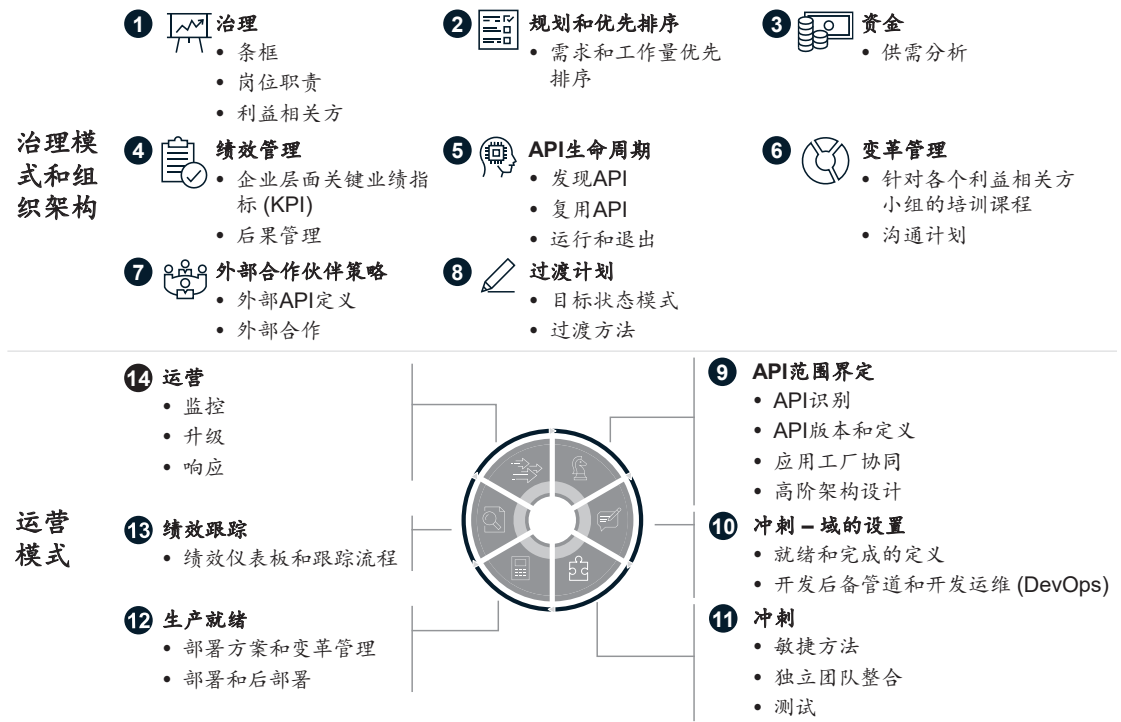 治理模
式和组
织架构
1 治理
• 条框
• 岗位职责
• 利益相关方
2 规划和优先排序
• 需求和工作量优先
排序
3 资金
• 供需分析
4 绩效管理
• 企业层面关键业绩指
标 (KPI)
• 后果管理
5 API生命周期
• 发现API
• 复用API
• 运行和退出
6 变革管理
• 针对各个利益相关方
小组的培训课程
• 沟通计划
7 外部合作伙伴策略
• 外部API定义
• 外部合作
8 过渡计划
• 目标状态模式
• 过渡方法
运营
模式
14 运营
• 监控
• 升级
• 响应
13 绩效跟踪
• 绩效仪表板和跟踪流程
12 生产就绪
• 部署方案和变革管理
• 部署和后部署
9 API范围界定
• API识别
• API版本和定义
• 应用工厂协同
• 高阶架构设计
10 冲刺 – 域的设置
• 就绪和完成的定义
• 开发后备管道和开发运维 (DevOps)
11 冲刺
• 敏捷方法
• 独立团队整合
• 测试